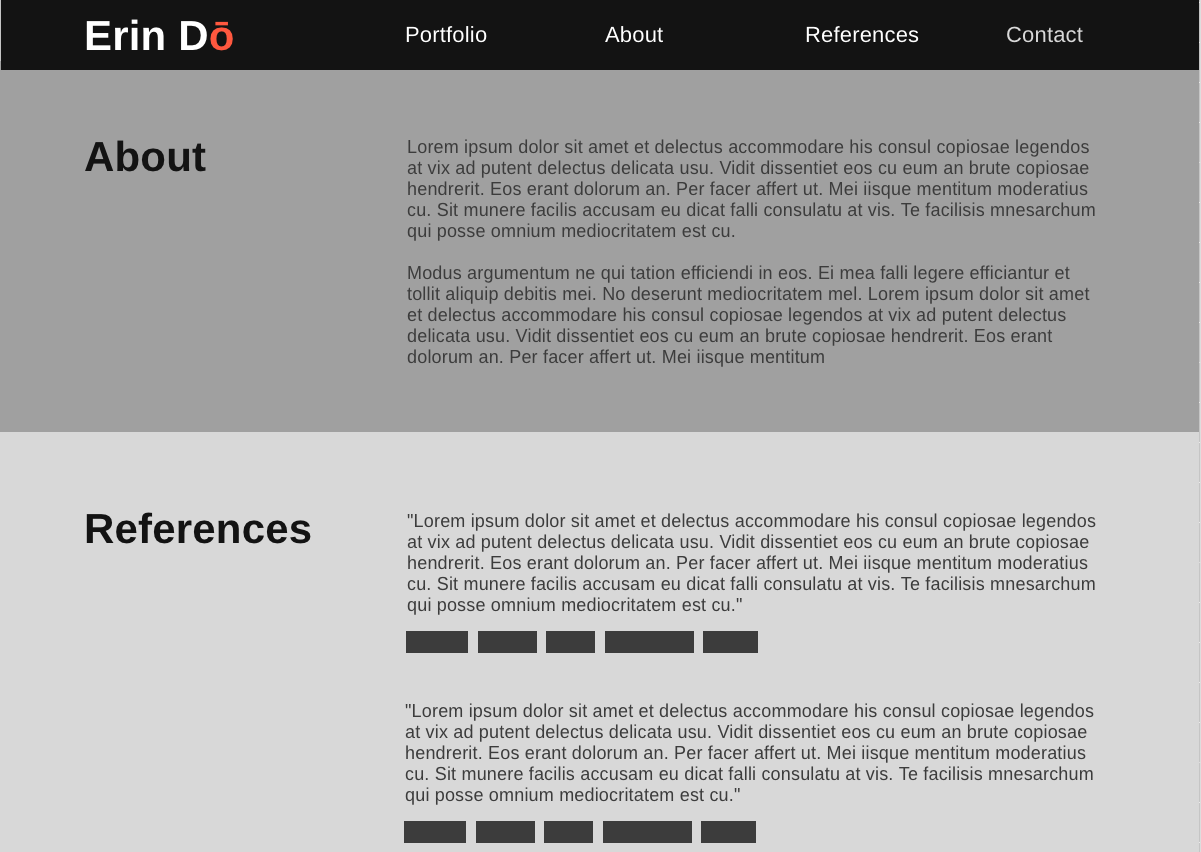 Erin Dō
Portfolio
About
References
Contact
About
Lorem ipsum dolor sit amet et delectus accommodare his consul copiosae legendos
at vix ad putent delectus delicata usu. Vidit dissentiet eos cu eum an brute copiosae
hendrerit. Eos erant dolorum an. Per facer affert ut. Mei iisque mentitum moderatius
cu. Sit munere facilis accusam eu dicat falli consulatu at vis. Te facilisis mnesarchum
qui posse omnium mediocritatem est cu.
Modus argumentum ne qui tation efficiendi in eos. Ei mea falli legere efficiantur et
tollit aliquip debitis mei. No deserunt mediocritatem mel. Lorem ipsum dolor sit amet
et delectus accommodare his consul copiosae legendos at vix ad putent delectus
delicata usu. Vidit dissentiet eos cu eum an brute copiosae hendrerit. Eos erant
dolorum an. Per facer affert ut. Mei iisque mentitum
References
"Lorem ipsum dolor sit amet et delectus accommodare his consul copiosae legendos
at vix ad putent delectus delicata usu. Vidit dissentiet eos cu eum an brute copiosae
hendrerit. Eos erant dolorum an. Per facer affert ut. Mei iisque mentitum moderatius
cu. Sit munere facilis accusam eu dicat falli consulatu at vis. Te facilisis mnesarchum
qui posse omnium mediocritatem est cu."
"Lorem ipsum dolor sit amet et delectus accommodare his consul copiosae legendos
at vix ad putent delectus delicata usu. Vidit dissentiet eos cu eum an brute copiosae
hendrerit. Eos erant dolorum an. Per facer affert ut. Mei iisque mentitum moderatius
cu. Sit munere facilis accusam eu dicat falli consulatu at vis. Te facilisis mnesarchum
qui posse omnium mediocritatem est cu."